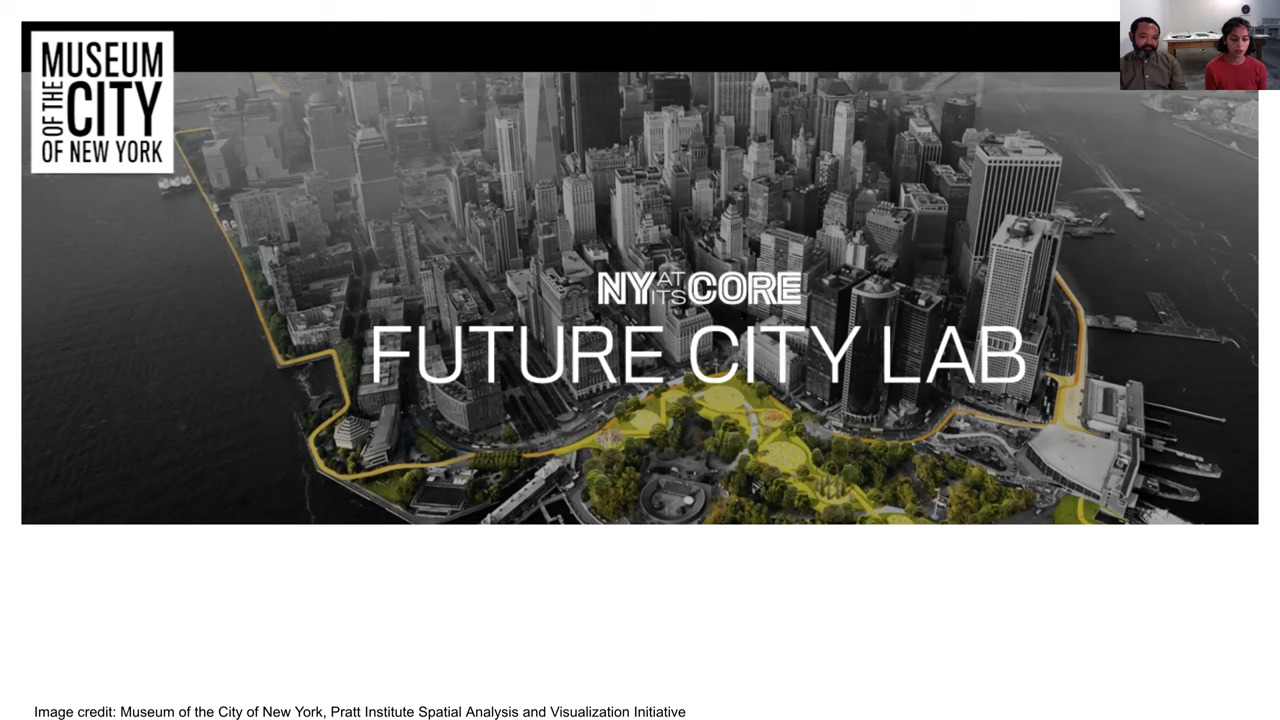 MUSEUM
OF THE
CITY
OF NEW YORK
NY AT ITS CORE
FUTURE CITY LAB
Image credit: Museum of the City of New York, Pratt Institute Spatial Analysis and Visualization Initiative